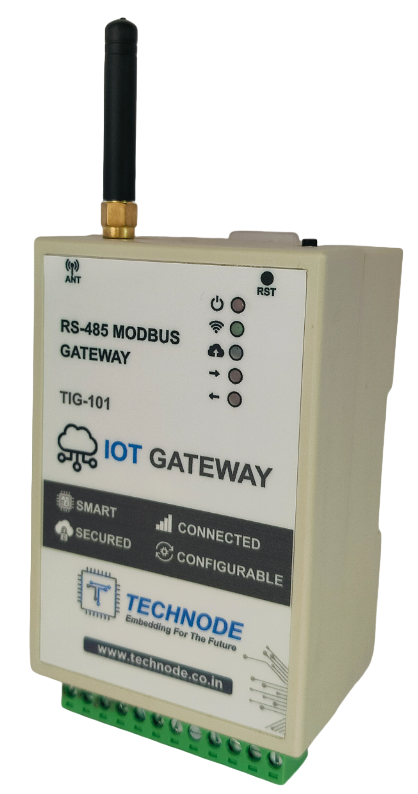 ANT
RST
RS-485 MODBUS
GATEWAY
TIG-101
IOT GATEWAY
SMART
CONNECTED
SECURED
CONFIGURABLE
TECHNODE
Embedding For The Future
www.technode.co.in